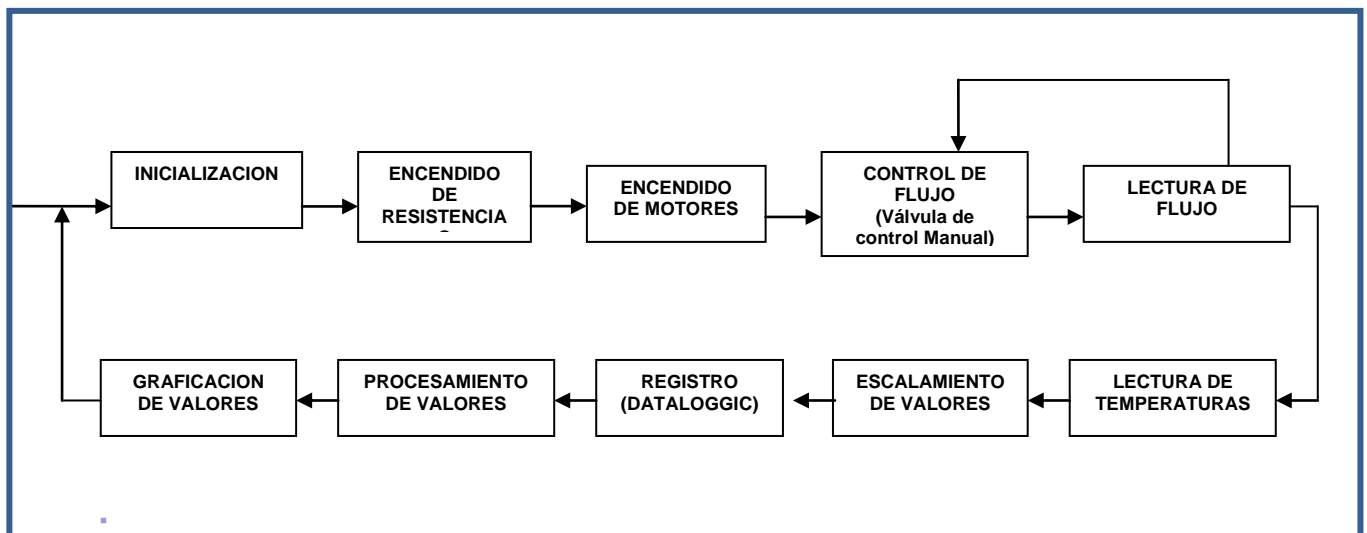 INICIALIZACION
ENCENDIDO
DE
RESISTENCIA
ENCENDIDO
DE MOTORES
CONTROL DE
FLUJO
(Válvula de
control Manual)
LECTURA DE
FLUJO
GRAFICACION
DE VALORES
PROCESAMIENTO
DE VALORES
REGISTRO
(DATALOGGIC)
ESCALAMIENTO
DE VALORES
LECTURA DE
TEMPERATURAS